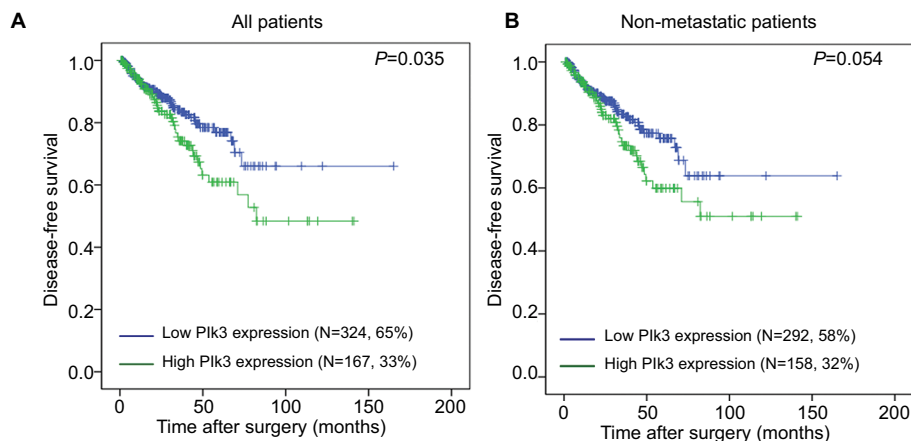 A
All patients
P=0.035
Disease-free survival
1.0
0.8
0.6
0.4
0.2
0.0
Low Plk3 expression (N=324, 65%)
High Plk3 expression (N=167, 33%)
0
50
100
150
200
Time after surgery (months)
B
Non-metastatic patients
P=0.054
Disease-free survival
1.0
0.8
0.6
0.4
0.2
0.0
Low Plk3 expression (N=292, 58%)
High Plk3 expression (N=158, 32%)
0
50
100
150
200
Time after surgery (months)